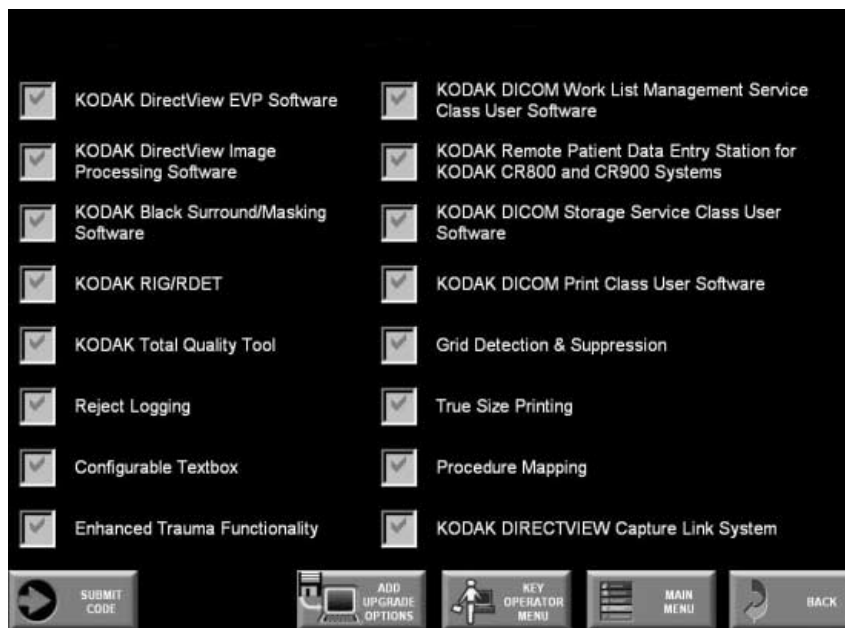 KODAK DirectView EVP Software
KODAK DirectView Image
Processing Software
KODAK Black Surround/Masking
Software
KODAK RIG/RDET
KODAK Total Quality Tool
Reject Logging
Configurable Textbox
Enhanced Trauma Functionality
KODAK DICOM Work List Management Service
Class User Software
KODAK Remote Patient Data Entry Station for
KODAK CR800 and CR900 Systems
KODAK DICOM Storage Service Class User
Software
KODAK DICOM Print Class User Software
Grid Detection & Suppression
True Size Printing
Procedure Mapping
KODAK DIRECTVIEW Capture Link System
SUBMIT
CODE
ADD
UPGRADE
OPTIONS
KEY
OPERATOR
MENU
MAIN
MENU
BACK